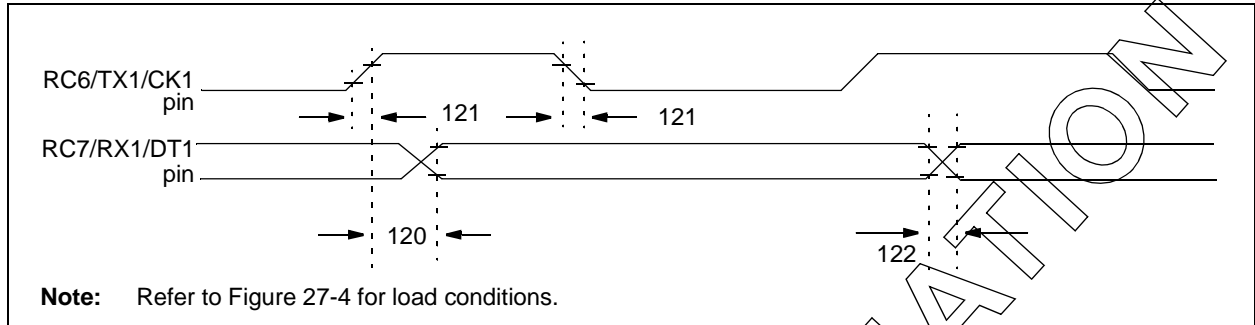 RC6/TX1/CK1
pin
121
121
RC7/RX1/DT1
pin
120
122
Note: Refer to Figure 27-4 for load conditions.
ATION